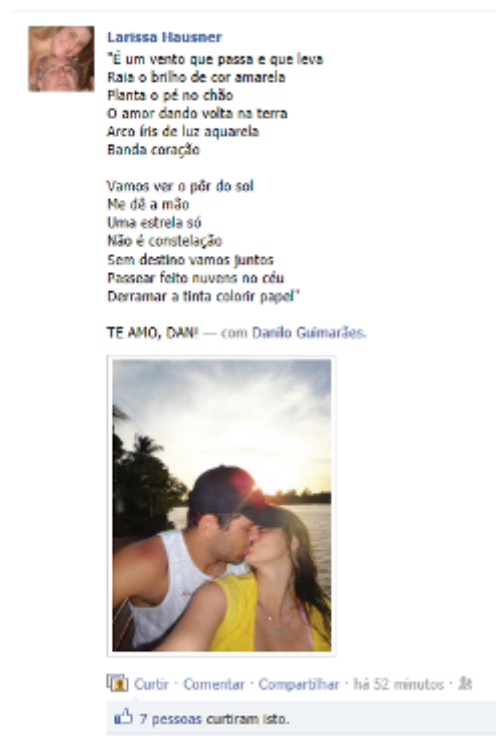 Larissa Hausner
"É um vento que passa e que leva
Raia o brilho de cor amarela
Planta o pé no chão
O amor dando volta na terra
Arco íris de luz aquarela
Banda coração
Vamos ver o pôr do sol
Me dê a mão
Uma estrela só
Não é constelação
Sem destino vamos juntos
Passear feito nuvens no céu
Derramar a tinta colorir papel"
TE AMO, DAN! — com Danilo Guimarães.
Curtir · Comentar · Compartilhar · há 52 minutos ·
7 pessoas curtiram isto.